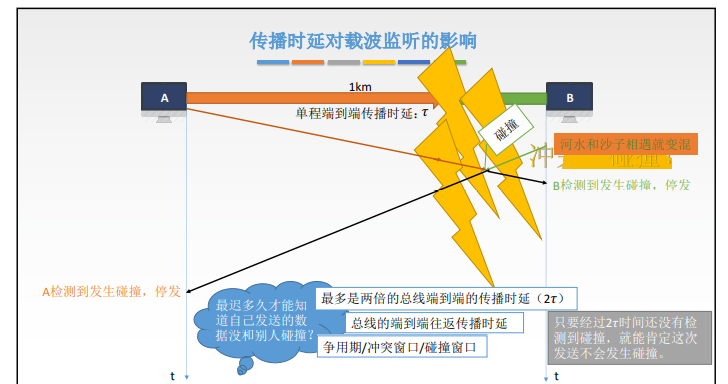 传播时延对载波监听的影响
1km
A
B
单程端到端传播时延：τ
碰撞
河水和沙子相遇就变混
冲
B检测到发生碰撞，停发
A检测到发生碰撞，停发
最迟多久才能知
道自己发送的数
据没和别人碰撞？
最多是两倍的总线端到端的传播时延（2τ）
总线的端到端往返传播时延
争用期/冲突窗口/碰撞窗口
只要经过2τ时间还没有检
测到碰撞，就能肯定这次
发送不会发生碰撞。
t
t